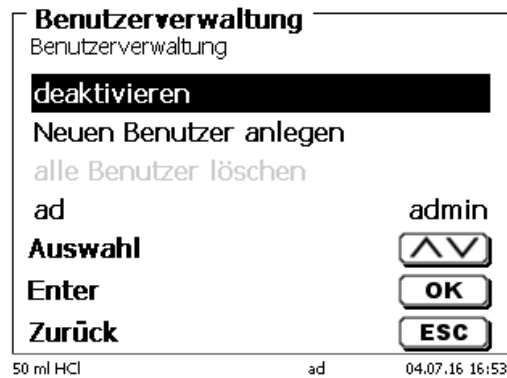 Benutzerverwaltung
Benutzerverwaltung
deaktivieren
Neuen Benutzer anlegen
alle Benutzer löschen
ad admin
Auswahl
Enter OK
Zurück ESC
50 ml HCl ad 04.07.16 16:53